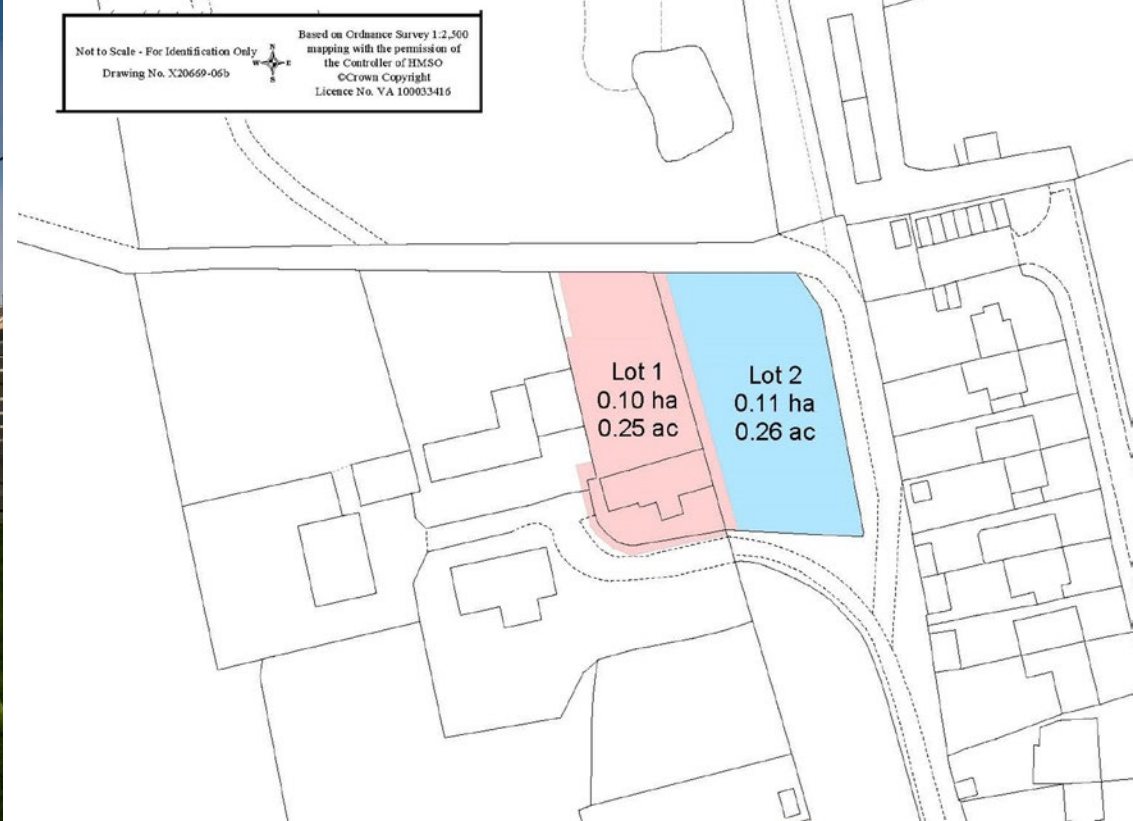 Not to Scale - For Identification Only
Drawing No. X20669-06b
N
W E
S
Based on Ordnance Survey 1:2,500
mapping with the permission of
the Controller of HMSO
©Crown Copyright
Licence No. VA 100033416
Lot 1
0.10 ha
0.25 ac
Lot 2
0.11 ha
0.26 ac